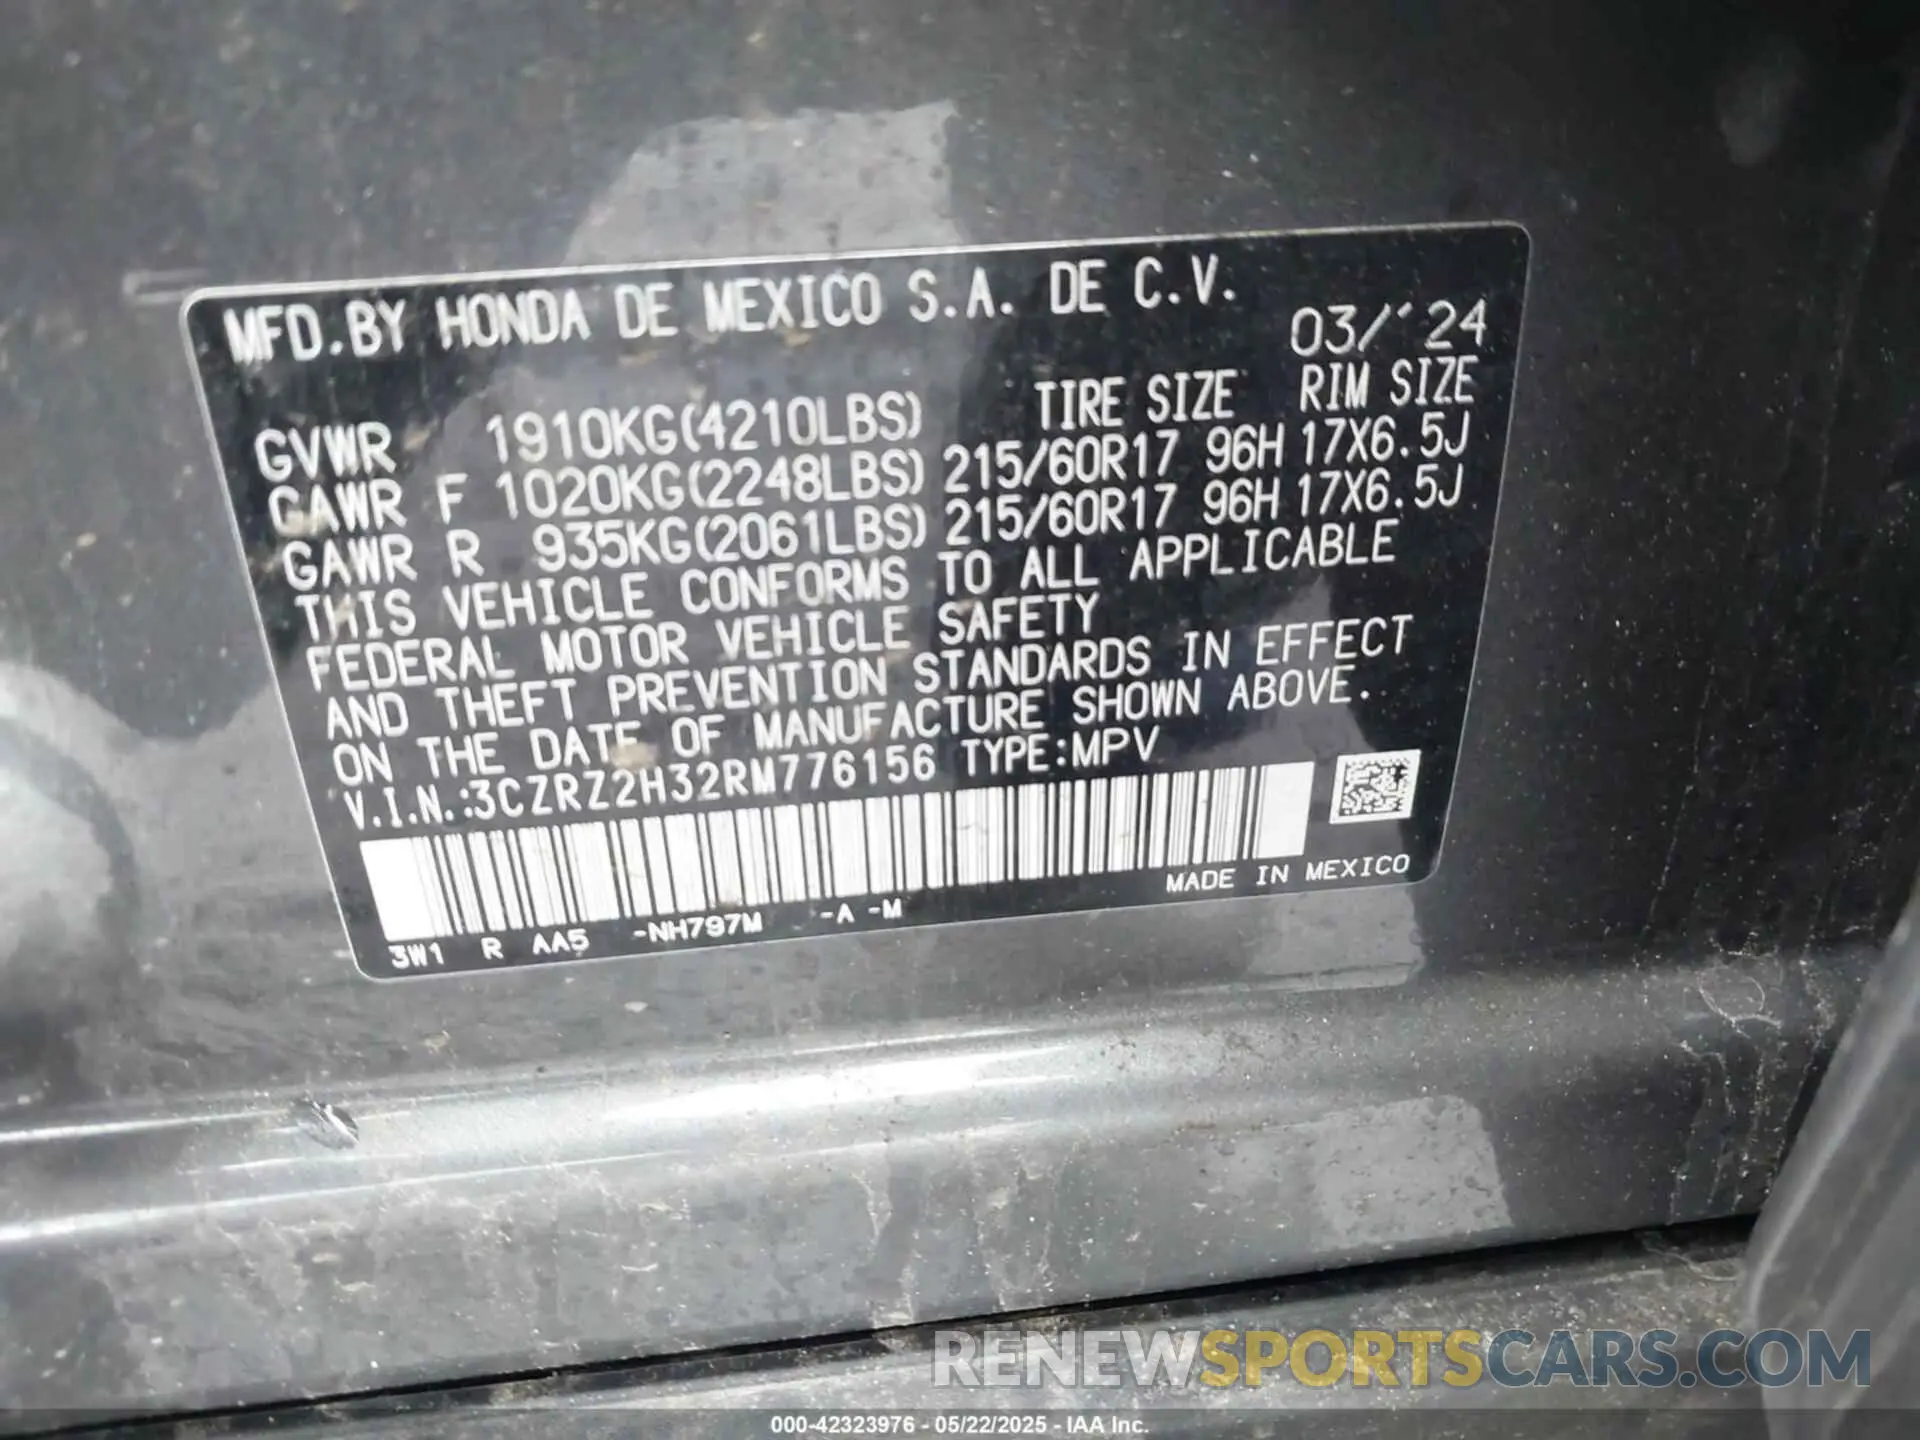 MFD.BY HONDA DE MEXICO S.A. DE C.V.
03/'24
TIRE SIZE RIM SIZE
GVWR 1910KG(4210LBS)
GAWR F 1020KG(2248LBS) 215/60R17 96H 17X6.5J
GAWR R 935KG(2061LBS) 215/60R17 96H 17X6.5J
THIS VEHICLE CONFORMS TO ALL APPLICABLE
FEDERAL MOTOR VEHICLE SAFETY
AND THEFT PREVENTION STANDARDS IN EFFECT
ON THE DATE OF MANUFACTURE SHOWN ABOVE.
V.I.N.:3CZRZ2H32RM776156 TYPE:MPV
MADE IN MEXICO
3W1 R AA5 -NH797M -A -M
RENEWSPORTSCARS.COM
000-42323976 - 05/22/2025 - IAA Inc.